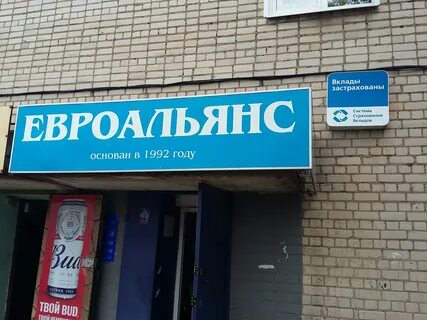 ЕВРОАЛЬЯНС
основан в 1992 году
Вклады
застрахованы
Система
Страхования
Вкладов
Bud
ТВОЙ BUD